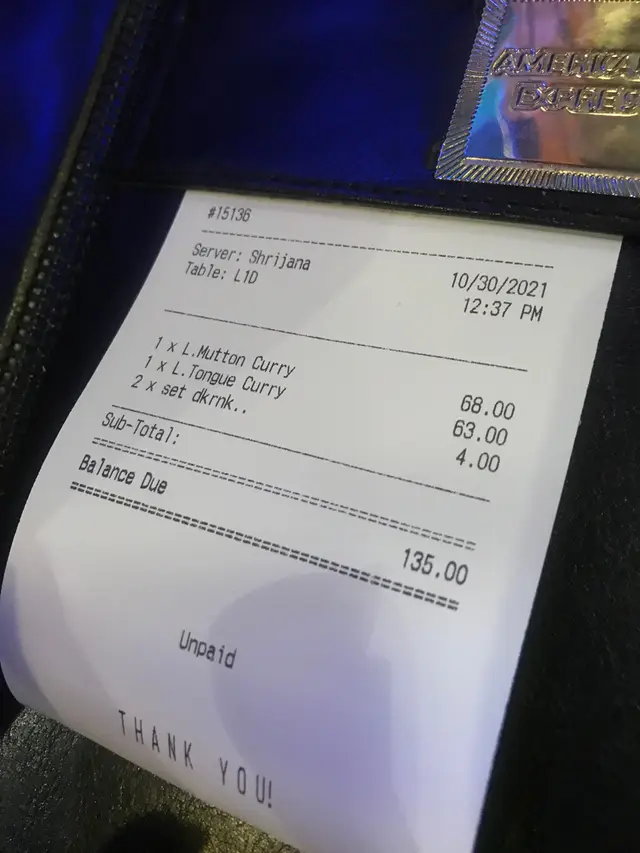 AMERICAN
EXPRES
#15136
Server: Shrijana 10/30/2021
Table: L1D 12:37 PM
1 x L.Mutton Curry 68.00
1 x L.Tongue Curry 63.00
2 x set dkrnk.. 4.00
Sub-Total:
Balance Due 135.00
Unpaid
THANK YOU!